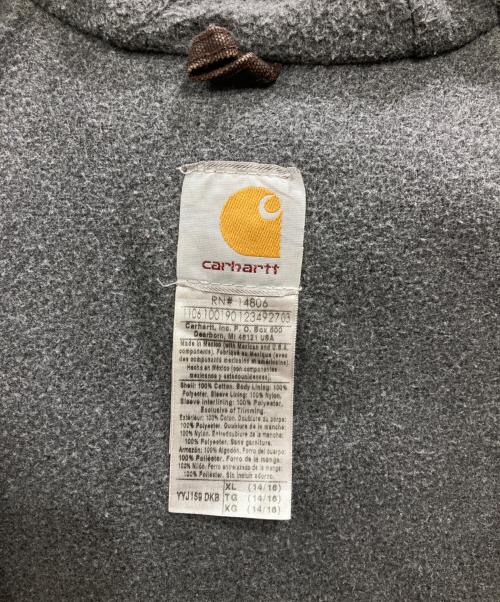 carhartt
RN# 14806
1106100190123492703
Carhartt, Inc. P. O. Box 600
Dearborn, MI 48121 USA
Made in Mexico (with Mexican and U.S.A.
components). Fabriqué au Mexique (avec
des composants mexicains et américains).
Hecho en México (son componentes
mexicanos y estadounidenses).
Shell: 100% Cotton. Body Lining: 100%
Polyester. Sleeve Lining: 100% Nylon.
Sleeve Interlining: 100% Polyester.
Exclusive of Trimming.
Extérieur: 100% Coton. Doublure du corps:
100% Polyester. Doublure de la manche:
100% Nylon. Entredoublure de la manche:
100% Polyester. Sans garniture.
Armazón: 100% Algodón. Forro del cuerpo:
100% Poliéster. Forro de la manga:
100% Nilón. Forro entretelado de la manga:
100% Poliéster. Sin incluir adorno.
XL (14/16)
YYJ159 DKB TG (14/16)
XG (14/16)